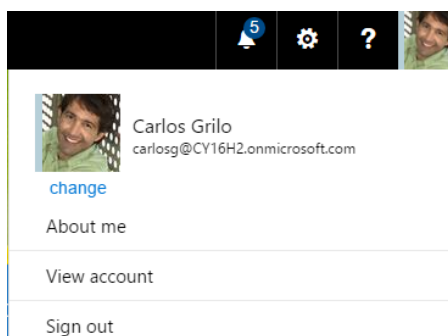 5
?
Carlos Grilo
carlosg@CY16H2.onmicrosoft.com
change
About me
View account
Sign out